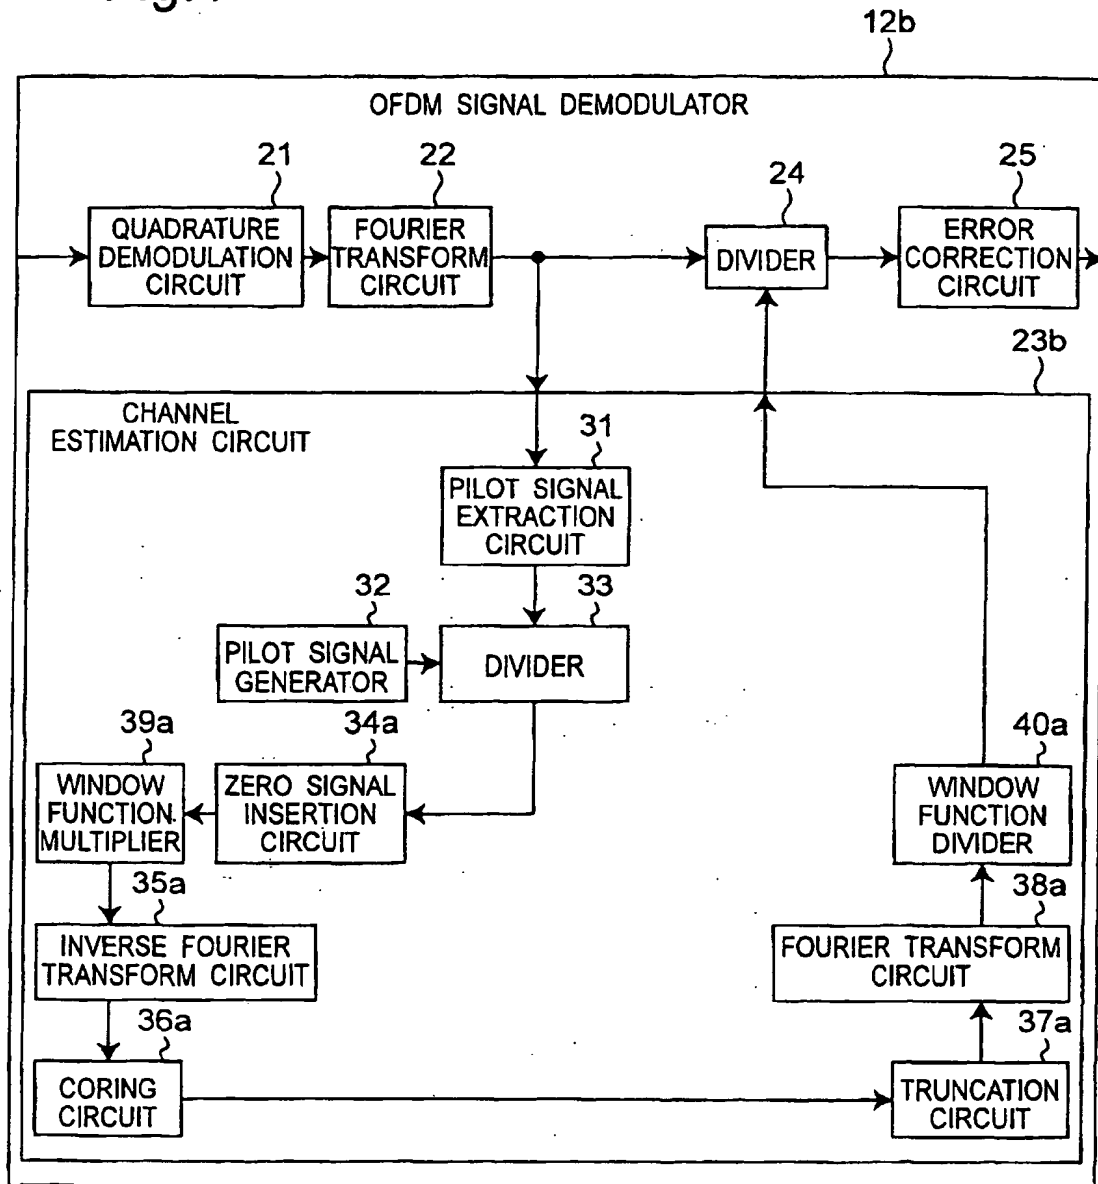 12b
OFDM SIGNAL DEMODULATOR
21
22
24
25
QUADRATURE
DEMODULATION
CIRCUIT
FOURIER
TRANSFORM
CIRCUIT
DIVIDER
ERROR
CORRECTION
CIRCUIT
23b
CHANNEL
ESTIMATION CIRCUIT
31
PILOT SIGNAL
EXTRACTION
CIRCUIT
32
33
PILOT SIGNAL
GENERATOR
DIVIDER
39a
34a
40a
WINDOW
FUNCTION
MULTIPLIER
ZERO SIGNAL
INSERTION
CIRCUIT
WINDOW
FUNCTION
DIVIDER
35a
38a
INVERSE FOURIER
TRANSFORM CIRCUIT
FOURIER TRANSFORM
CIRCUIT
36a
37a
CORING
CIRCUIT
TRUNCATION
CIRCUIT